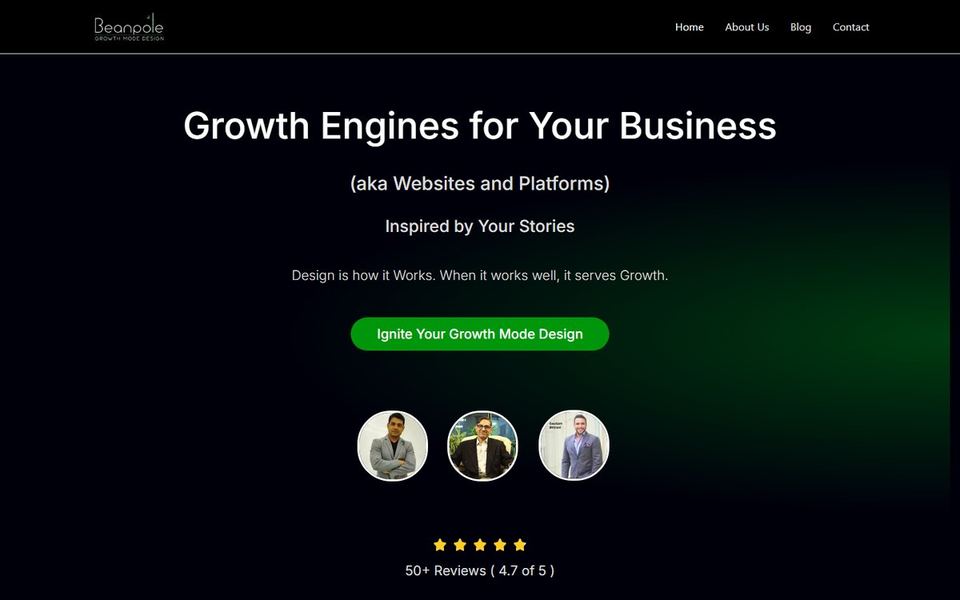 Beanpole
GROWTH MODE DESIGN
Home
About Us
Blog
Contact
Growth Engines for Your Business
(aka Websites and Platforms)
Inspired by Your Stories
Design is how it Works. When it works well, it serves Growth.
Ignite Your Growth Mode Design
50+ Reviews ( 4.7 of 5 )